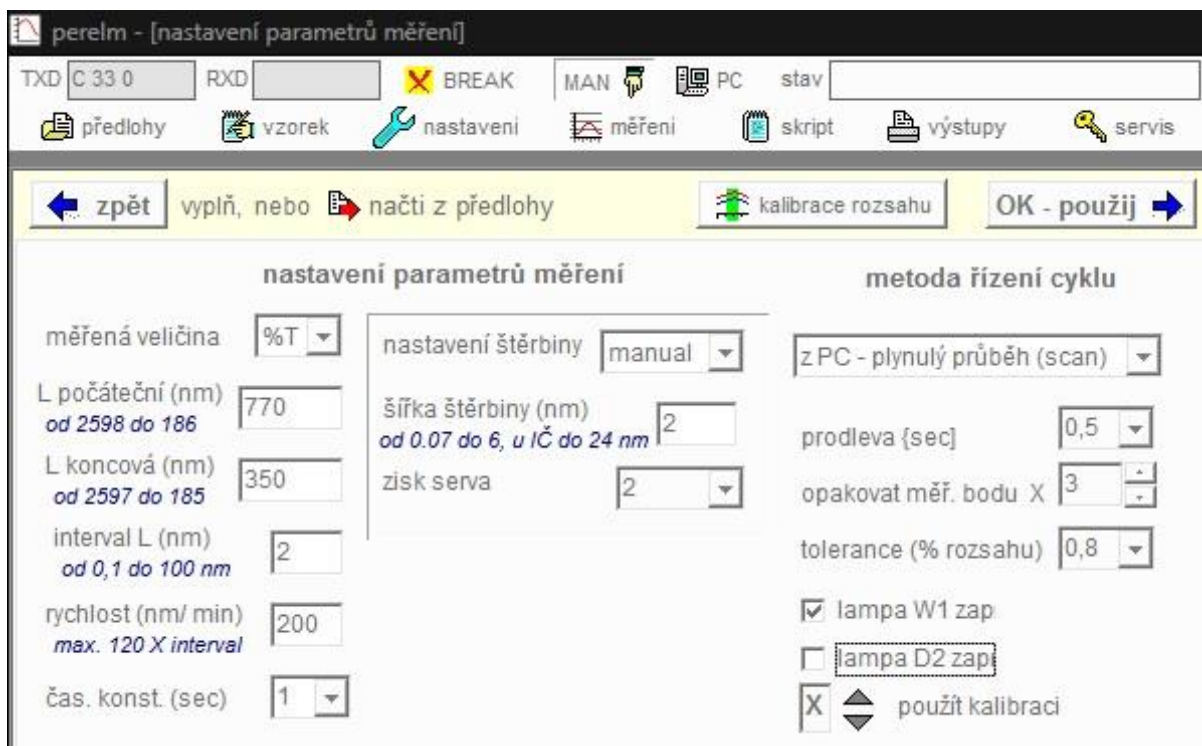 perelm - [nastavení parametrů měření]
TXD C 33 0 RXD BREAK MAN PC stav
předlohy vzorek nastaveni měřeni skript výstupy servis
zpět vyplň, nebo načti z předlohy kalibrace rozsahu OK - použij
nastavení parametrů měření
metoda řízení cyklu
měřená veličina %T
nastavení štěrbiny manual
z PC - plynulý průběh (scan)
L počáteční (nm) 770
od 2598 do 186
šířka štěrbiny (nm) 2
od 0.07 do 6, u IČ do 24 nm
prodleva {sec] 0,5
L koncová (nm) 350
od 2597 do 185
zisk serva 2
opakovat měř. bodu X 3
interval L (nm) 2
od 0,1 do 100 nm
tolerance (% rozsahu) 0,8
rychlost (nm/ min) 200
max. 120 X interval
lampa W1 zap
lampa D2 zap
čas. konst. (sec) 1
X použít kalibraci